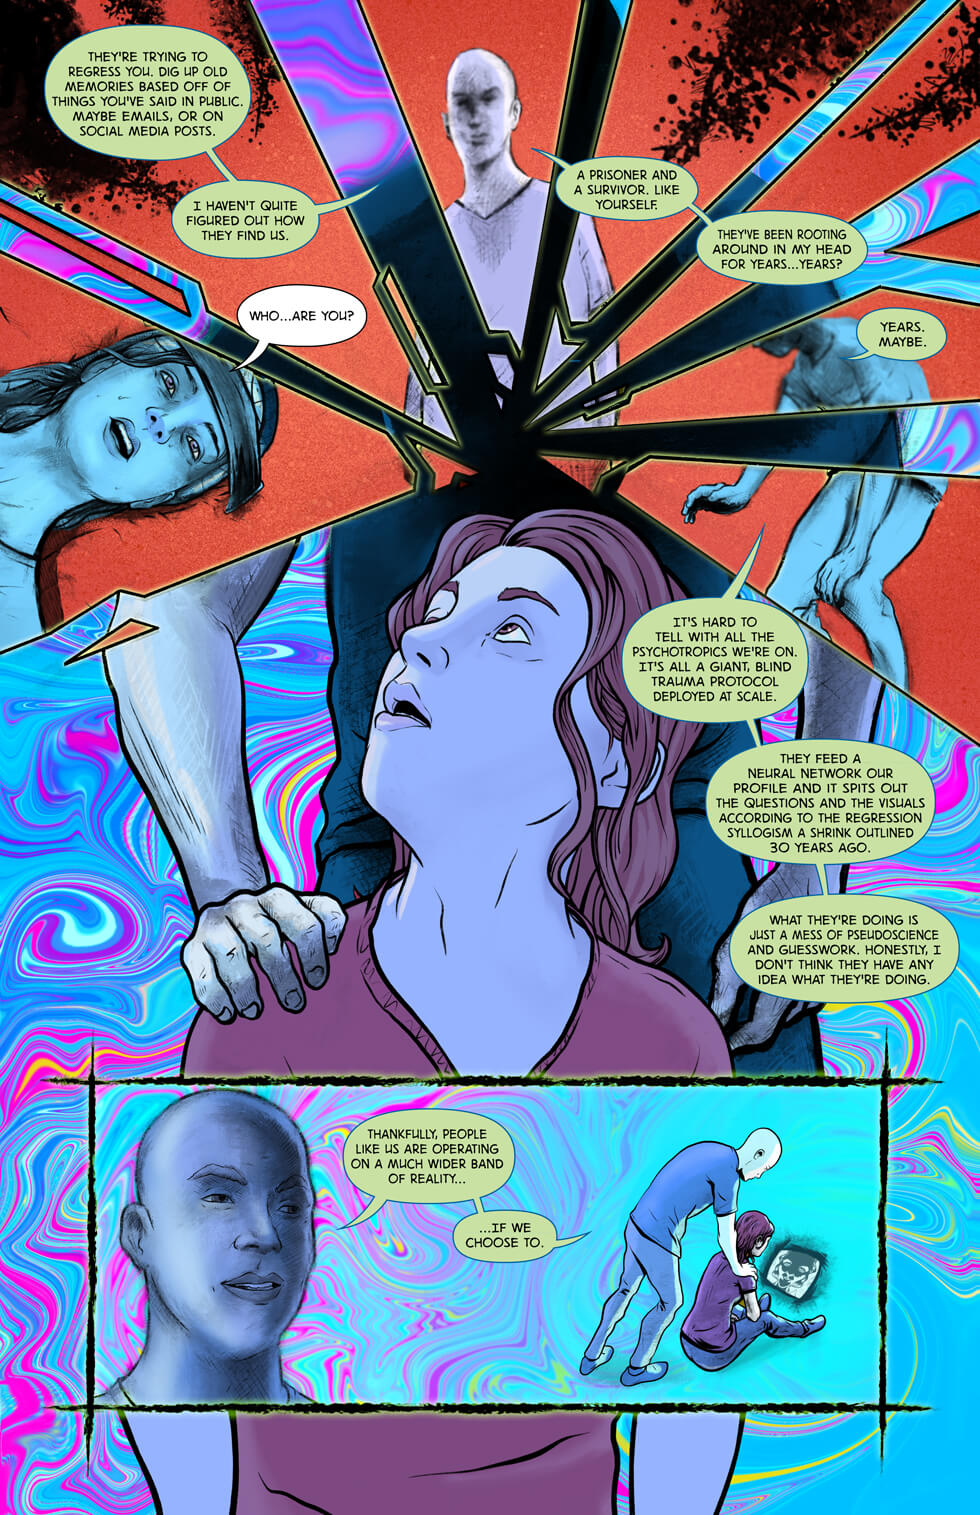 THEY'RE TRYING TO
REGRESS YOU. DIG UP OLD
MEMORIES BASED OFF OF
THINGS YOU'VE SAID IN PUBLIC.
MAYBE EMAILS, OR ON
SOCIAL MEDIA POSTS.
I HAVEN'T QUITE
FIGURED OUT HOW
THEY FIND US.
WHO...ARE YOU?
A PRISONER AND
A SURVIVOR. LIKE
YOURSELF.
THEY'VE BEEN ROOTING
AROUND IN MY HEAD
FOR YEARS...YEARS?
YEARS.
MAYBE.
IT'S HARD TO
TELL WITH ALL THE
PSYCHOTROPICS WE'RE ON.
IT'S ALL A GIANT, BLIND
TRAUMA PROTOCOL
DEPLOYED AT SCALE.
THEY FEED A
NEURAL NETWORK OUR
PROFILE AND IT SPITS OUT
THE QUESTIONS AND THE VISUALS
ACCORDING TO THE REGRESSION
SYLLOGISM A SHRINK OUTLINED
30 YEARS AGO.
WHAT THEY'RE DOING IS
JUST A MESS OF PSEUDOSCIENCE
AND GUESSWORK. HONESTLY, I
DON'T THINK THEY HAVE ANY
IDEA WHAT THEY'RE DOING.
THANKFULLY, PEOPLE
LIKE US ARE OPERATING
ON A MUCH WIDER BAND
OF REALITY...
...IF WE
CHOOSE TO.